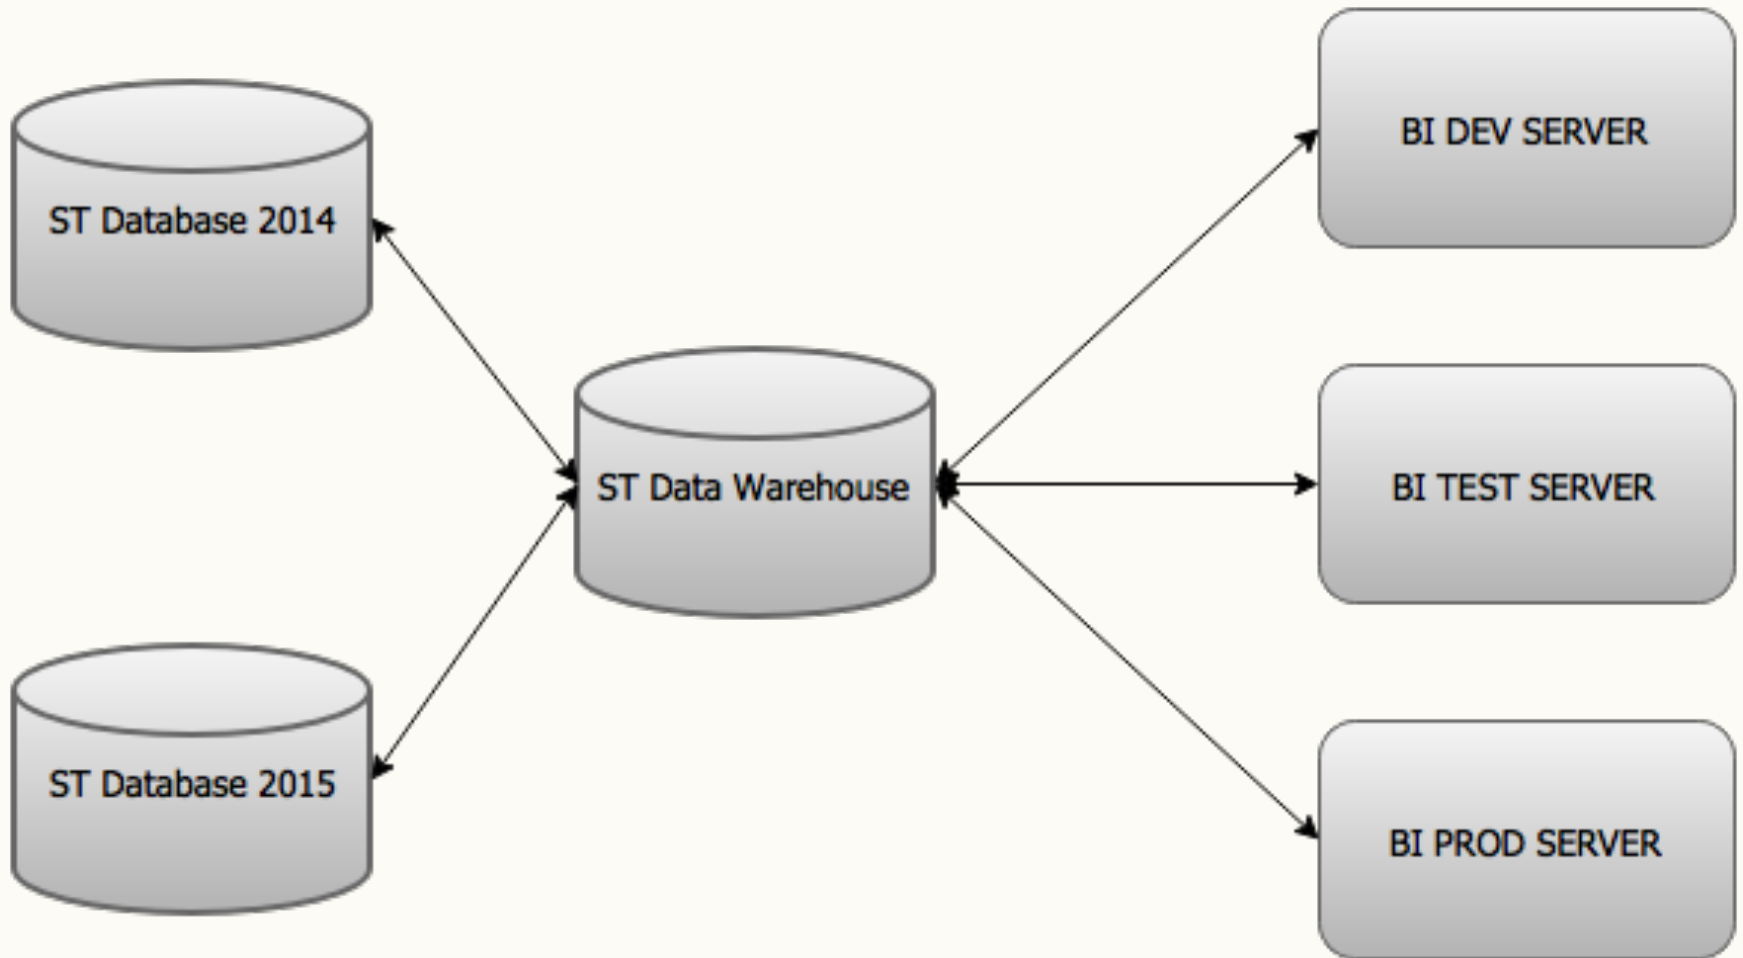 ST Database 2014
ST Database 2015
ST Data Warehouse
BI DEV SERVER
BI TEST SERVER
BI PROD SERVER